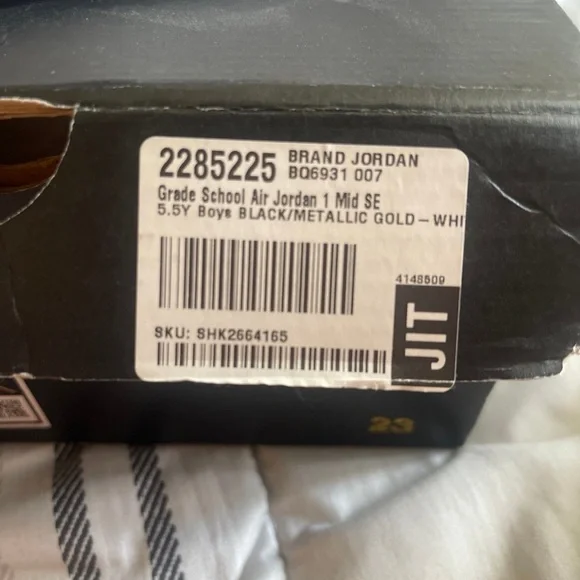 2285225 BRAND JORDAN
BQ6931 007
Grade School Air Jordan 1 Mid SE
5.5Y Boys BLACK/METALLIC GOLD-WHI
4148509
JIT
SKU: SHK2664165
23